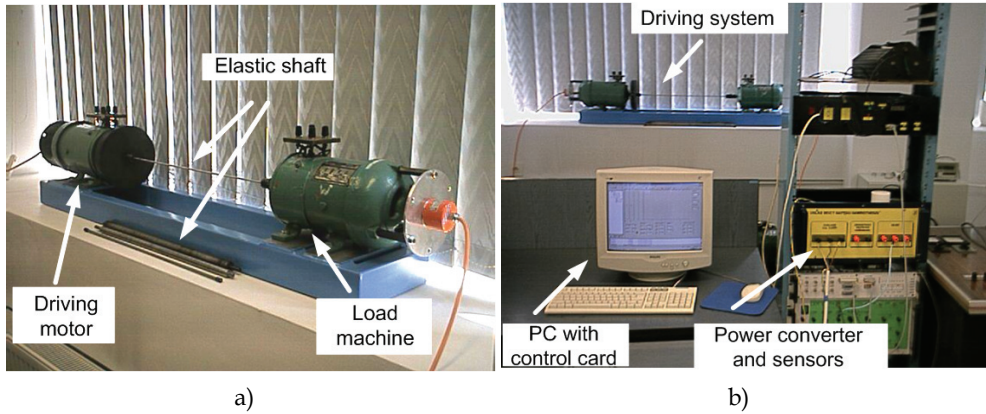 Elastic shaft
Driving
motor
Load
machine
a)
Driving system
PC with
control card
Power converter
and sensors
b)